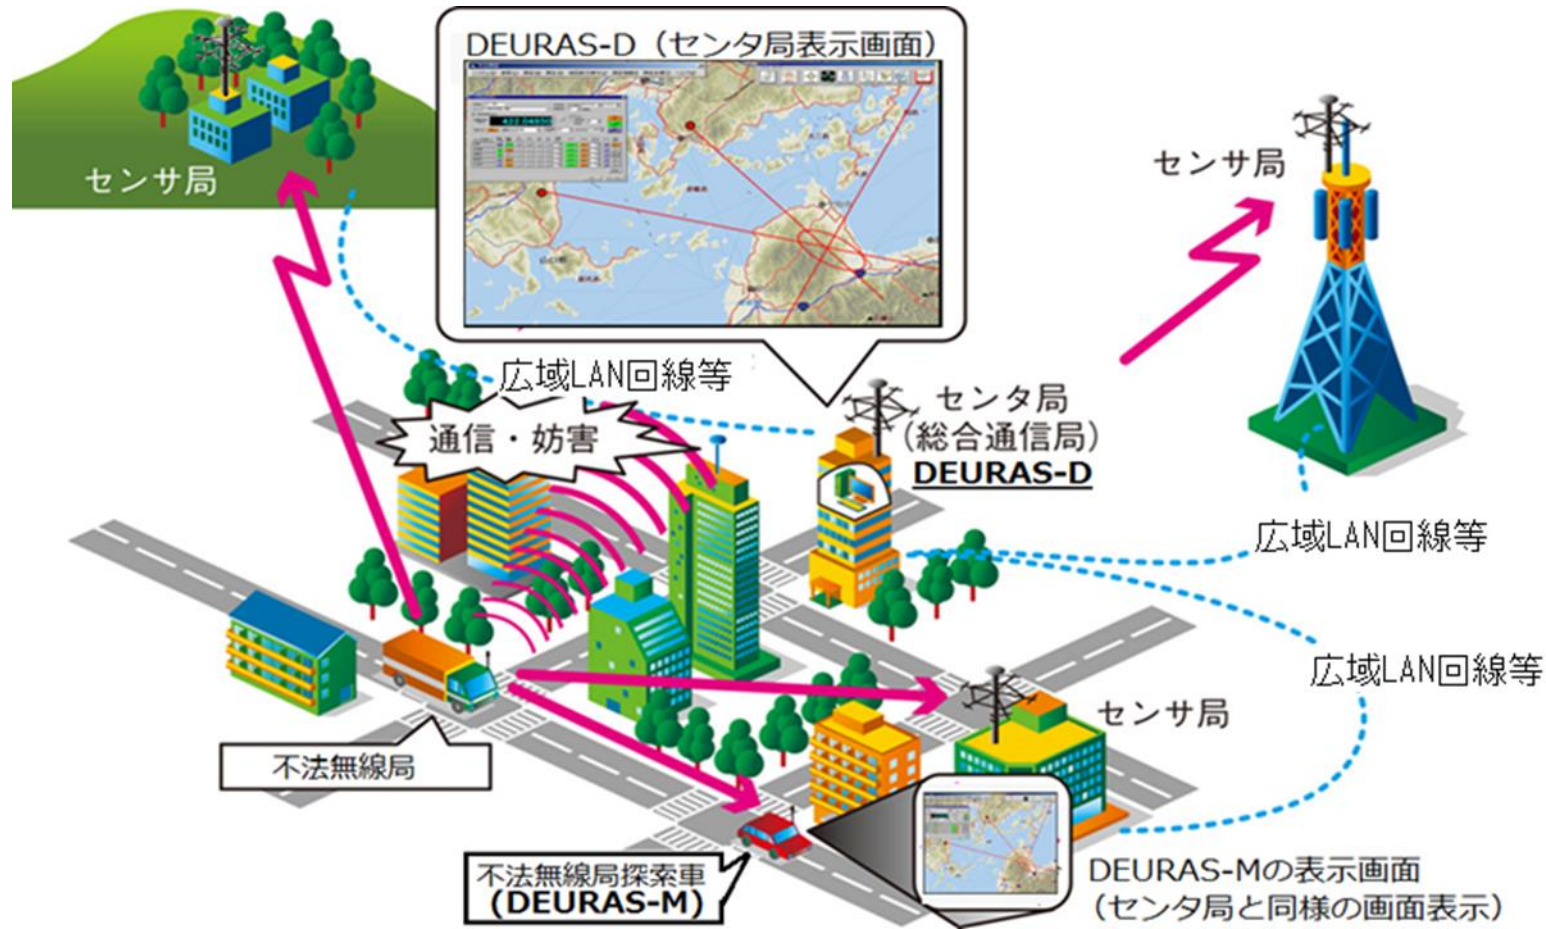 DEURAS-D（センタ局表示画面）
センサ局
センサ局
広域LAN回線等
通信・妨害
センタ局
（総合通信局）
DEURAS-D
広域LAN回線等
広域LAN回線等
センサ局
不法無線局
不法無線局探索車
(DEURAS-M)
DEURAS-Mの表示画面
（センタ局と同様の画面表示）